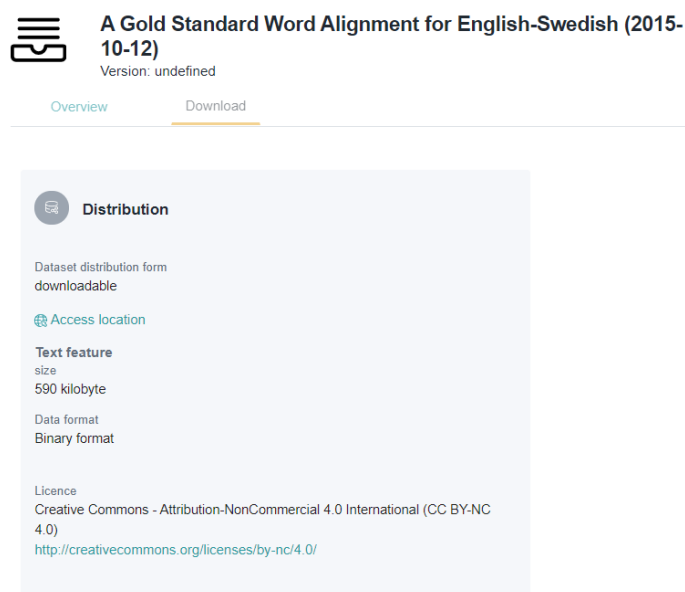 A Gold Standard Word Alignment for English-Swedish (2015-
10-12)
Version: undefined
Overview
Download
Distribution
Dataset distribution form
downloadable
Access location
Text feature
size
590 kilobyte
Data format
Binary format
Licence
Creative Commons - Attribution-NonCommercial 4.0 International (CC BY-NC
4.0)
http://creativecommons.org/licenses/by-nc/4.0/